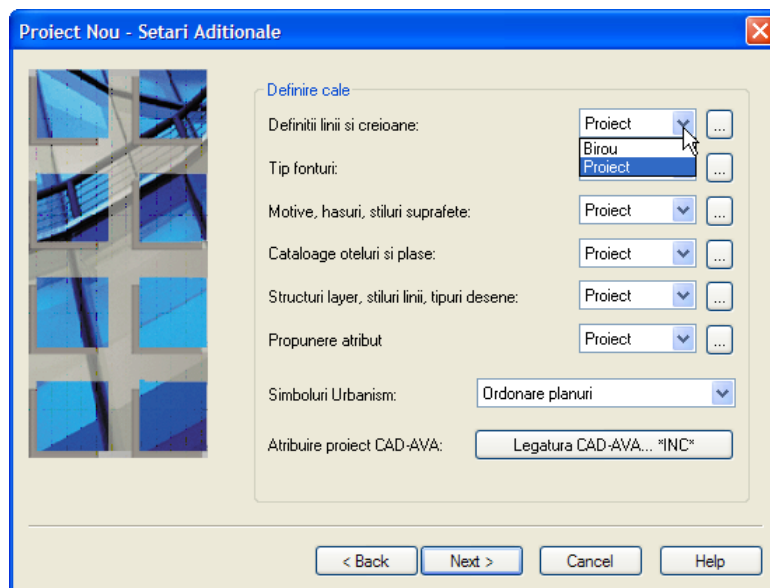 Proiect Nou - Setari Aditionale
Definire cale
Definitii linii si creioane: Proiect ...
Birou
Proiect
Tip fonturi: ...
Motive, hasuri, stiluri suprafete: Proiect ...
Cataloage oteluri si plase: Proiect ...
Structuri layer, stiluri linii, tipuri desene: Proiect ...
Propunere atribut Proiect ...
Simboluri Urbanism: Ordonare planuri
Atribuire proiect CAD-AVA: Legatura CAD-AVA... *INC*
< Back Next > Cancel Help